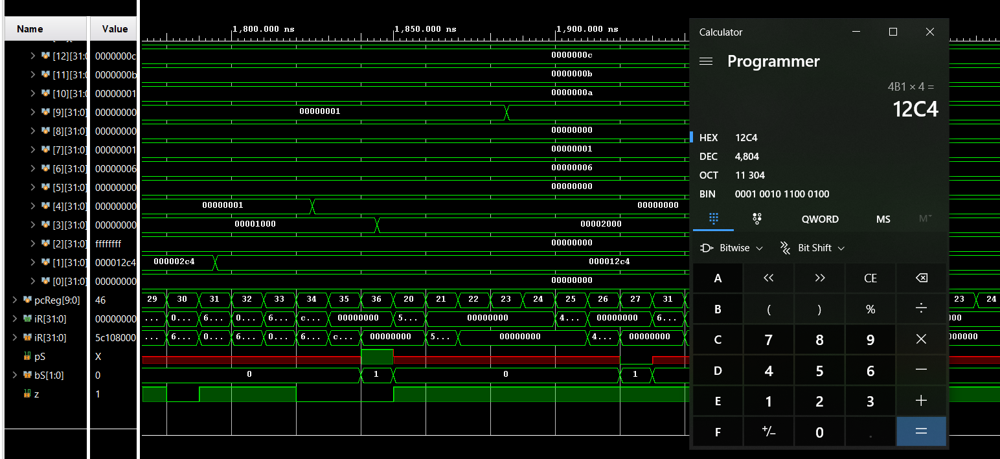 Name Value
1,800.000 ns 1,850.000 ns 1,900.000 ns
[12][31:0 0000000c 0000000c
[11][31:0 0000000b 0000000b
[10][31:0 00000001 0000000a
[9][31:0] 00000000 00000001
[8][31:0] 00000000 00000000
[7][31:0] 00000001 00000001
[6][31:0] 00000006 00000006
[5][31:0] 00000000 00000000
[4][31:0] 00000000 00000001 00000000
[3][31:0] 00000000 00001000 00002000
[2][31:0] ffffffff 00000000
[1][31:0] 000012c4 000002c4 000012c4
[0][31:0] 00000000 00000000
pcReg[9:0] 46 29 30 31 32 33 34 35 36 20 21 22 23 24 25 26 27 31 23 24
iR[31:0] 00000000 ... 0... 6... 0... 6... c... 00000000 5... 00000000 4... 00000000 6... 00
iR[31:0] 5c108000 ... 6... 0... 6... 0... 6... c... 00000000 5... 00000000 4... 00000000 00000
pS X
bS[1:0] 0 0 1 0 1
z 1
Calculator
Programmer
4B1 × 4 =
12C4
HEX 12C4
DEC 4,804
OCT 11 304
BIN 0001 0010 1100 0100
QWORD MS M
Bitwise Bit Shift
A << >> CE
B ( ) % ÷
C 7 8 9 ×
D 4 5 6 −
E 1 2 3 +
F +/− 0 . =